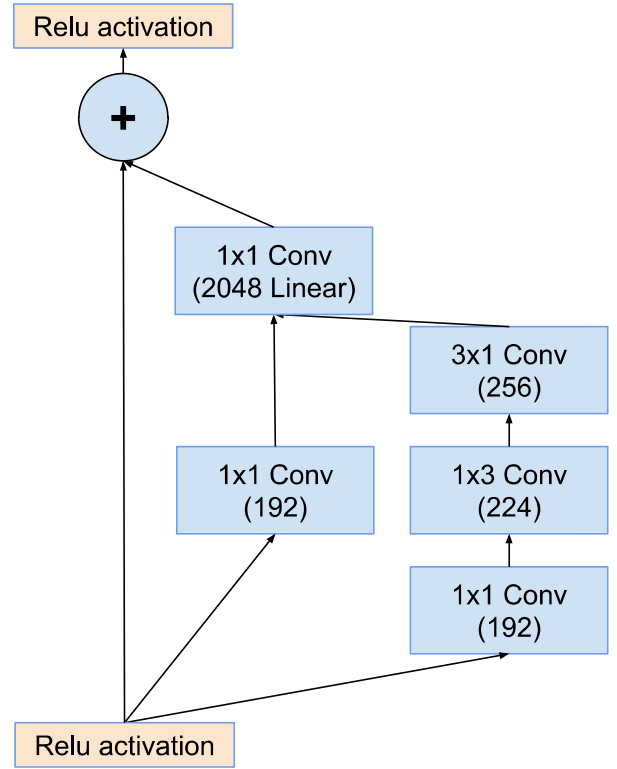 Relu activation
+
1x1 Conv
(2048 Linear)
3x1 Conv
(256)
1x1 Conv
(192)
1x3 Conv
(224)
1x1 Conv
(192)
Relu activation